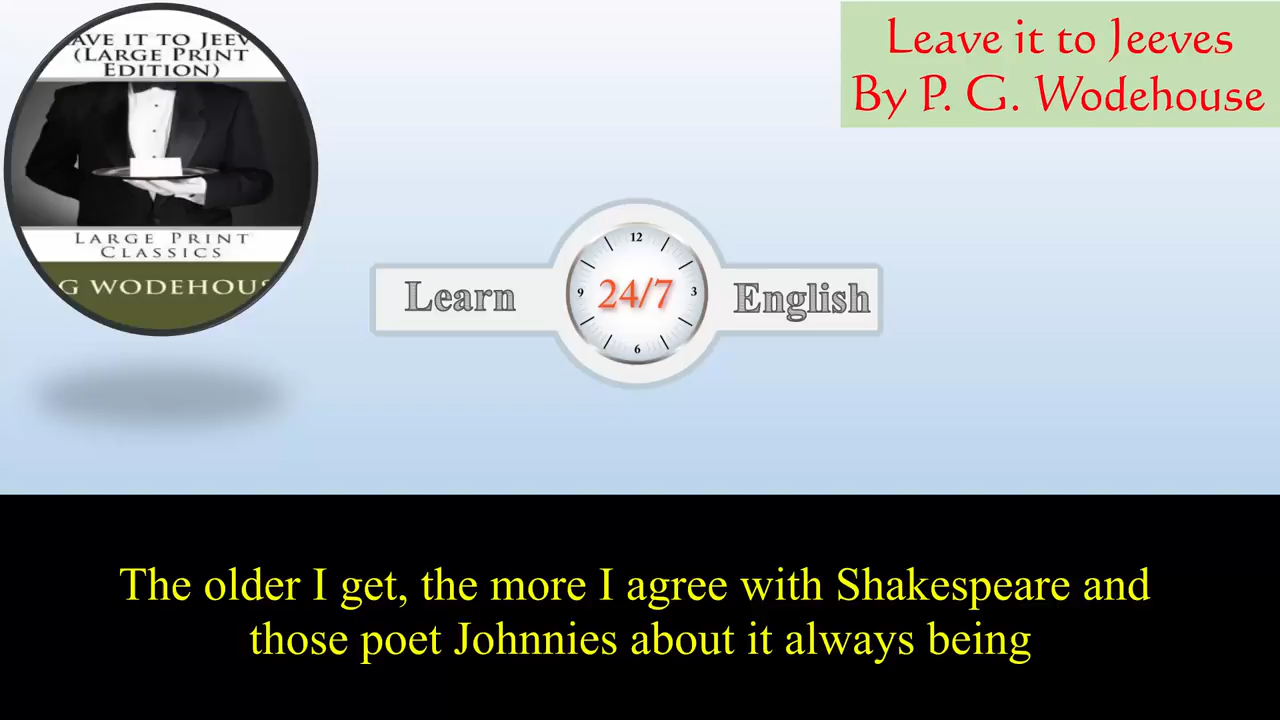 AVE IT TO JEEV
(LARGE PRINT
EDITION)
LARGE PRINT
CLASSICS
G WODEHOUS
Leave it to Jeeves
By P. G. Wodehouse
12
Learn 9 24/7 3 English
6
The older I get, the more I agree with Shakespeare and
those poet Johnnies about it always being